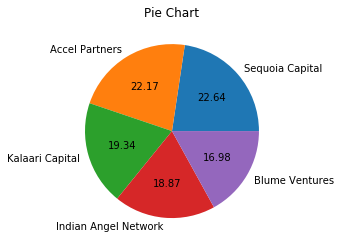 Pie Chart
Accel Partners
Sequoia Capital
22.17
22.64
Kalaari Capital
19.34
16.98
18.87
Blume Ventures
Indian Angel Network